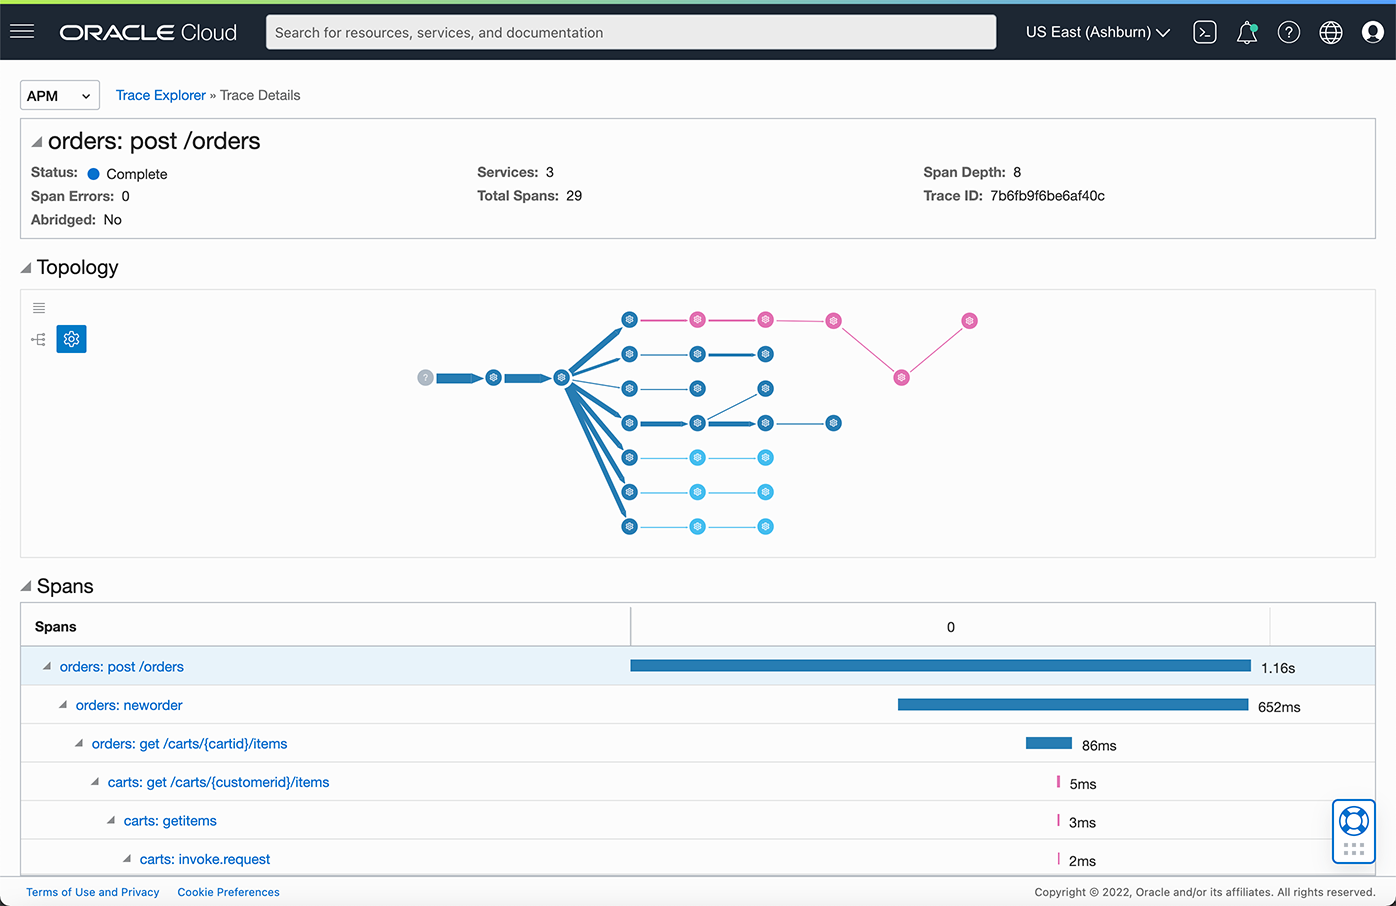 ORACLE Cloud
Search for resources, services, and documentation
US East (Ashburn)
APM
Trace Explorer » Trace Details
orders: post /orders
Status: Complete
Services: 3
Span Depth: 8
Span Errors: 0
Total Spans: 29
Trace ID: 7b6fb9f6be6af40c
Abridged: No
Topology
?
Spans
Spans
0
orders: post /orders
1.16s
orders: neworder
652ms
orders: get /carts/{cartid}/items
86ms
carts: get /carts/{customerid}/items
5ms
carts: getitems
3ms
carts: invoke.request
2ms
Terms of Use and Privacy
Cookie Preferences
Copyright © 2022, Oracle and/or its affiliates. All rights reserved.